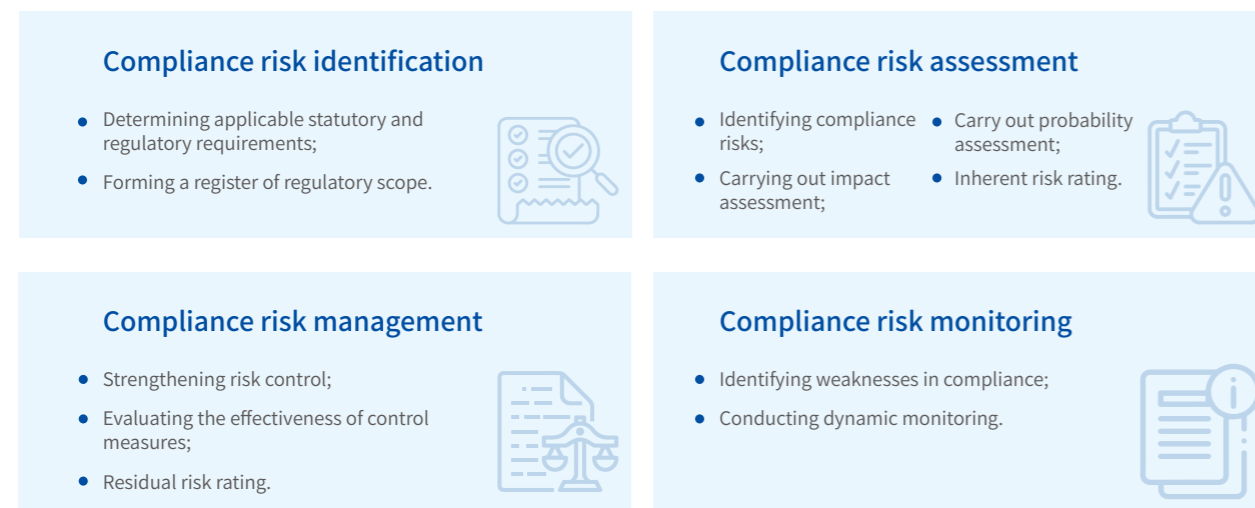 Compliance risk identification
Determining applicable statutory and
regulatory requirements;
Forming a register of regulatory scope.
Compliance risk assessment
Identifying compliance
risks;
Carrying out impact
assessment;
Carry out probability
assessment;
Inherent risk rating.
Compliance risk management
Strengthening risk control;
Evaluating the effectiveness of control
measures;
Residual risk rating.
Compliance risk monitoring
Identifying weaknesses in compliance;
Conducting dynamic monitoring.